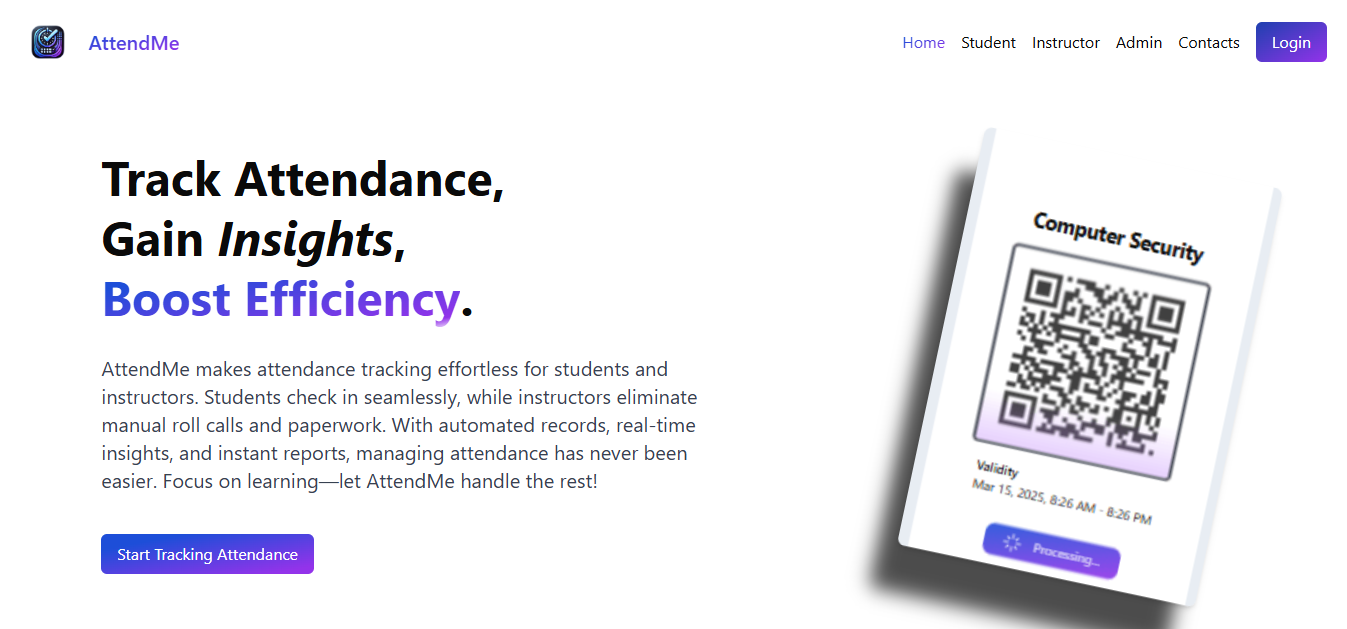 AttendMe
Home Student Instructor Admin Contacts Login
Track Attendance,
Gain Insights,
Boost Efficiency.
AttendMe makes attendance tracking effortless for students and
instructors. Students check in seamlessly, while instructors eliminate
manual roll calls and paperwork. With automated records, real-time
insights, and instant reports, managing attendance has never been
easier. Focus on learning—let AttendMe handle the rest!
Start Tracking Attendance
Computer Security
Validity
Mar 15, 2025, 8:26 AM - 8:26 PM
Processing...